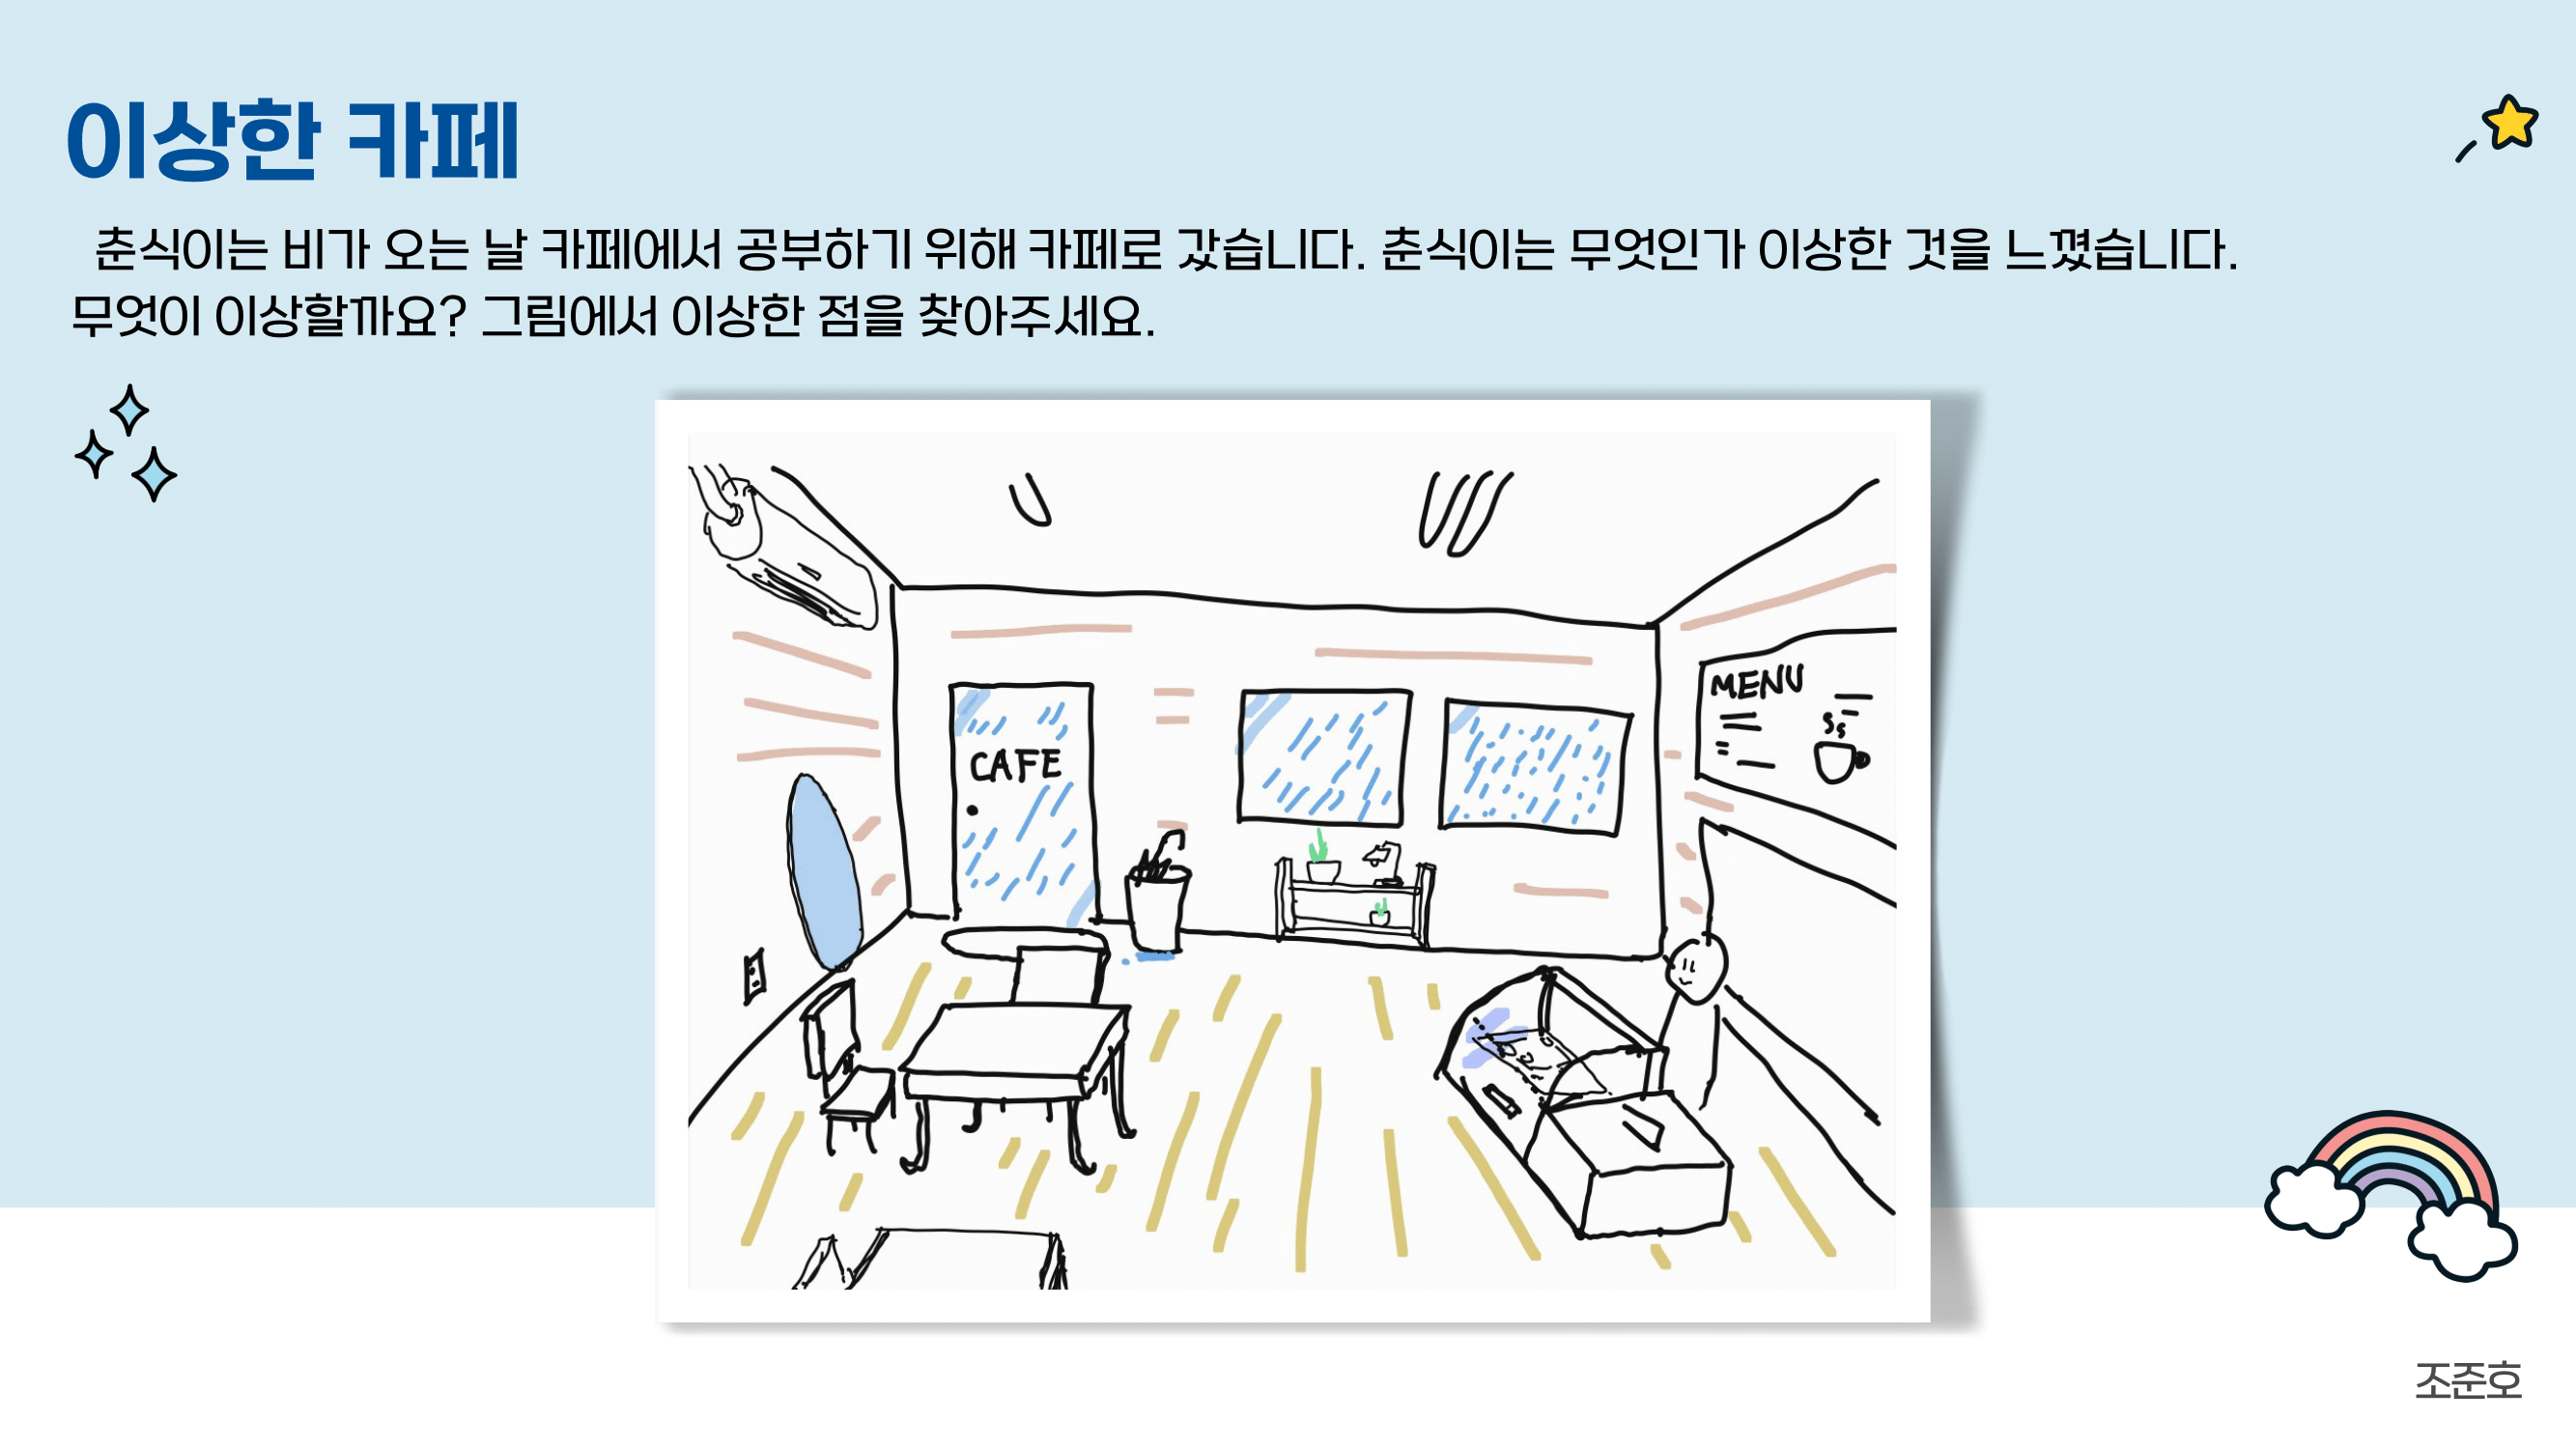 이상한 카페
춘식이는 비가 오는 날 카페에서 공부하기 위해 카페로 갔습니다. 춘식이는 무엇인가 이상한 것을 느꼈습니다.
무엇이 이상할까요? 그림에서 이상한 점을 찾아주세요.
MENU
CAFE
조준호